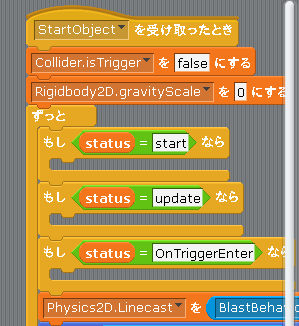 StartObject を受け取ったとき
Collider.isTrigger を false にする
Rigidbody2D.gravityScale を 0 にする
ずっと
もし status = start なら
もし status = update なら
もし status = OnTriggerEnter なら
Physics2D.Linecast を